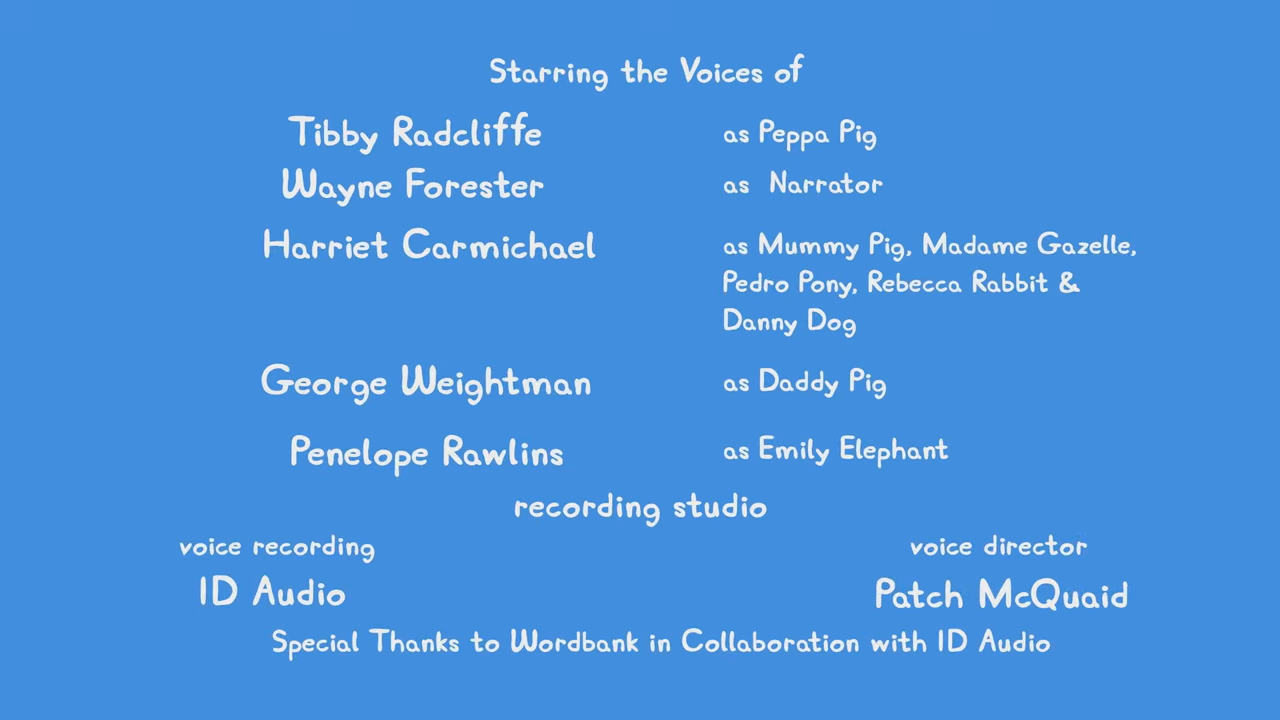 Starring the Voices of
Tibby Radcliffe as Peppa Pig
Wayne Forester as Narrator
Harriet Carmichael as Mummy Pig, Madame Gazelle,
Pedro Pony, Rebecca Rabbit &
Danny Dog
George Weightman as Daddy Pig
Penelope Rawlins as Emily Elephant
recording studio
voice recording voice director
ID Audio Patch McQuaid
Special Thanks to Wordbank in Collaboration with ID Audio